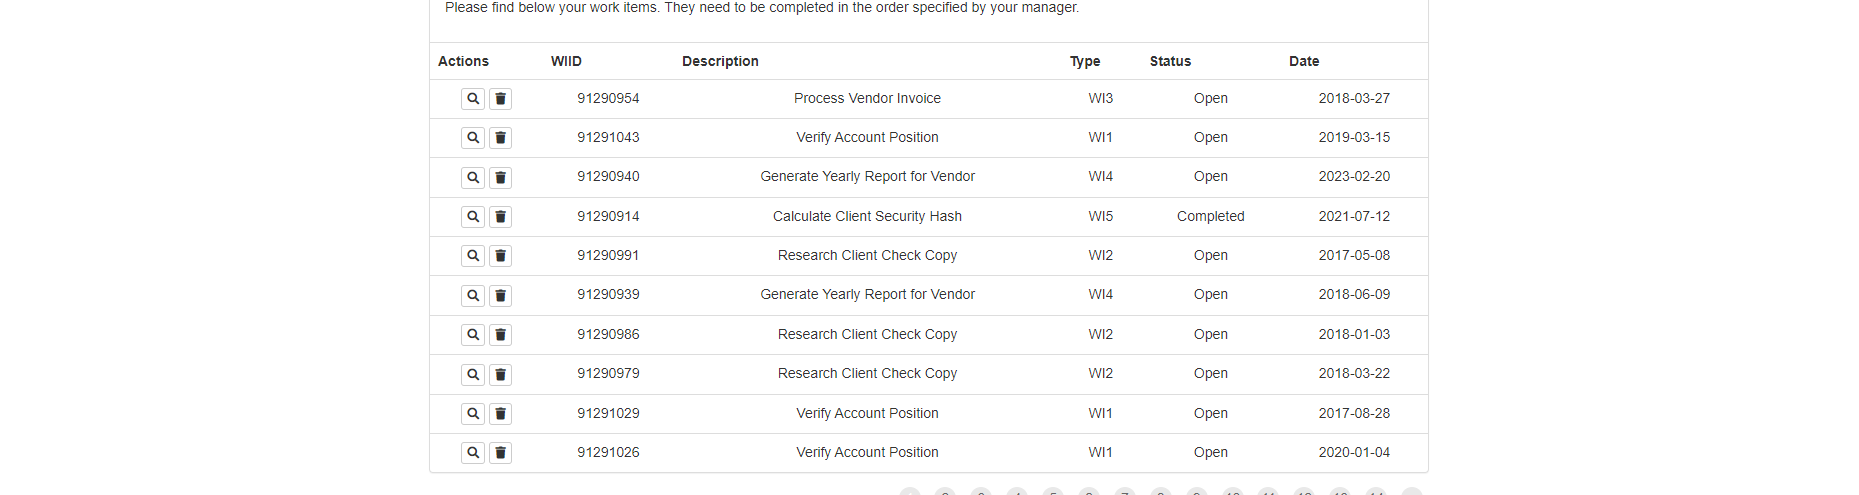 Please find below your work items. They need to be completed in the order specified by your manager.
Actions WIID Description Type Status Date
91290954 Process Vendor Invoice WI3 Open 2018-03-27
91291043 Verify Account Position WI1 Open 2019-03-15
91290940 Generate Yearly Report for Vendor WI4 Open 2023-02-20
91290914 Calculate Client Security Hash WI5 Completed 2021-07-12
91290991 Research Client Check Copy WI2 Open 2017-05-08
91290939 Generate Yearly Report for Vendor WI4 Open 2018-06-09
91290986 Research Client Check Copy WI2 Open 2018-01-03
91290979 Research Client Check Copy WI2 Open 2018-03-22
91291029 Verify Account Position WI1 Open 2017-08-28
91291026 Verify Account Position WI1 Open 2020-01-04